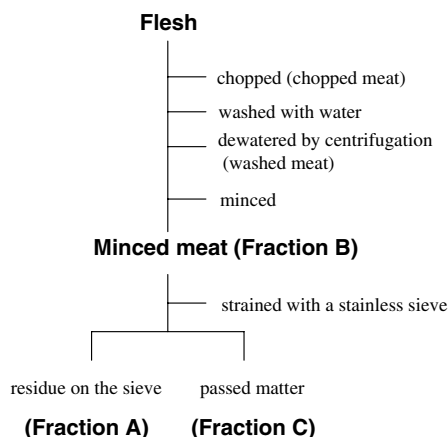 Flesh
chopped (chopped meat)
washed with water
dewatered by centrifugation
(washed meat)
minced
Minced meat (Fraction B)
strained with a stainless sieve
residue on the sieve passed matter
(Fraction A) (Fraction C)